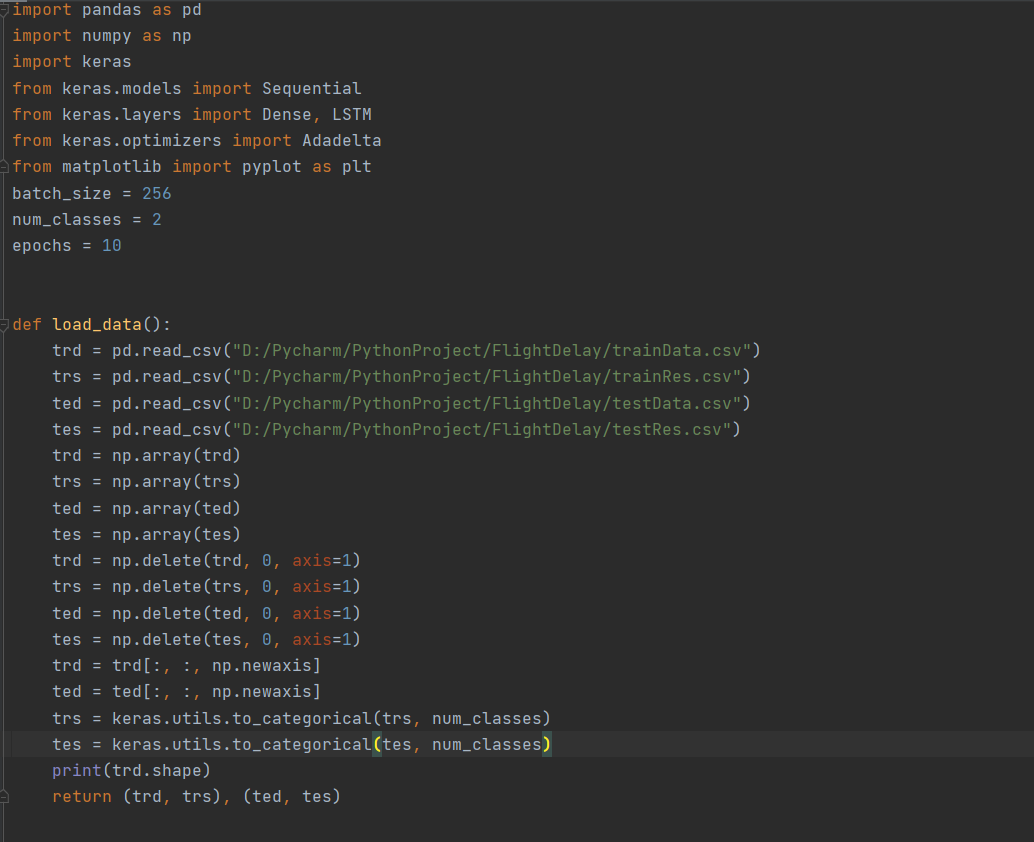 import pandas as pd
import numpy as np
import keras
from keras.models import Sequential
from keras.layers import Dense, LSTM
from keras.optimizers import Adadelta
from matplotlib import pyplot as plt
batch_size = 256
num_classes = 2
epochs = 10
def load_data():
    trd = pd.read_csv("D:/Pycharm/PythonProject/FlightDelay/trainData.csv")
    trs = pd.read_csv("D:/Pycharm/PythonProject/FlightDelay/trainRes.csv")
    ted = pd.read_csv("D:/Pycharm/PythonProject/FlightDelay/testData.csv")
    tes = pd.read_csv("D:/Pycharm/PythonProject/FlightDelay/testRes.csv")
    trd = np.array(trd)
    trs = np.array(trs)
    ted = np.array(ted)
    tes = np.array(tes)
    trd = np.delete(trd, 0, axis=1)
    trs = np.delete(trs, 0, axis=1)
    ted = np.delete(ted, 0, axis=1)
    tes = np.delete(tes, 0, axis=1)
    trd = trd[:, :, np.newaxis]
    ted = ted[:, :, np.newaxis]
    trs = keras.utils.to_categorical(trs, num_classes)
    tes = keras.utils.to_categorical(tes, num_classes)
    print(trd.shape)
    return (trd, trs), (ted, tes)